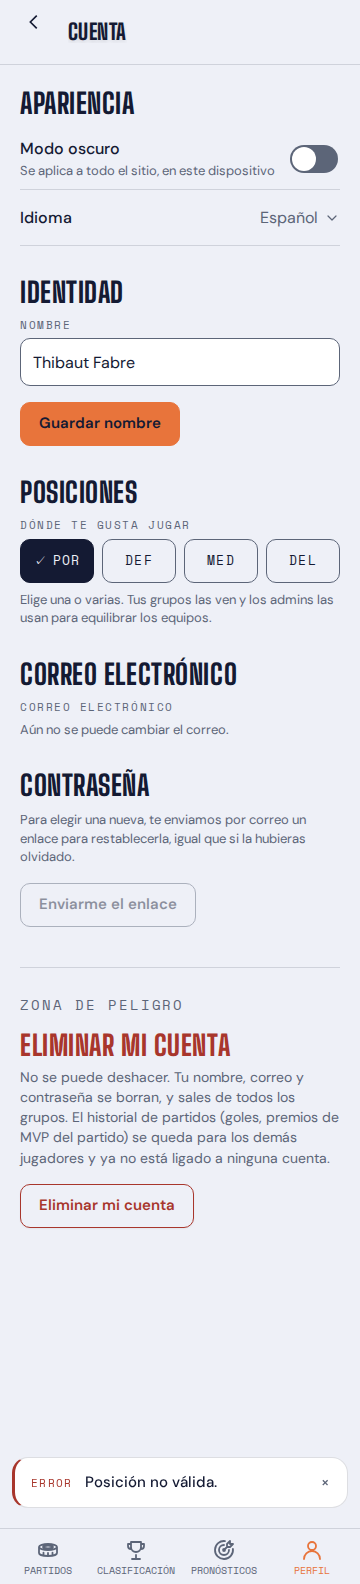 CUENTA
APARIENCIA
Modo oscuro
Se aplica a todo el sitio, en este dispositivo
Idioma Español
IDENTIDAD
NOMBRE
Thibaut Fabre
Guardar nombre
POSICIONES
DÓNDE TE GUSTA JUGAR
✓ POR DEF MED DEL
Elige una o varias. Tus grupos las ven y los admins las
usan para equilibrar los equipos.
CORREO ELECTRÓNICO
CORREO ELECTRÓNICO
Aún no se puede cambiar el correo.
CONTRASEÑA
Para elegir una nueva, te enviamos por correo un
enlace para restablecerla, igual que si la hubieras
olvidado.
Enviarme el enlace
ZONA DE PELIGRO
ELIMINAR MI CUENTA
No se puede deshacer. Tu nombre, correo y
contraseña se borran, y sales de todos los
grupos. El historial de partidos (goles, premios de
MVP del partido) se queda para los demás
jugadores y ya no está ligado a ninguna cuenta.
Eliminar mi cuenta
ERROR Posición no válida. ×
PARTIDOS CLASIFICACIÓN PRONÓSTICOS PERFIL